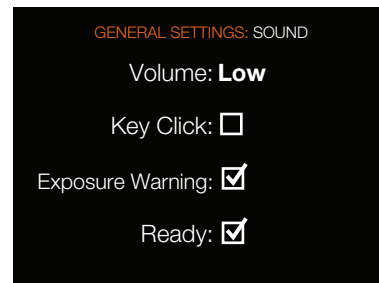 GENERAL SETTINGS: SOUND
Volume: Low
Key Click:
Exposure Warning:
Ready: